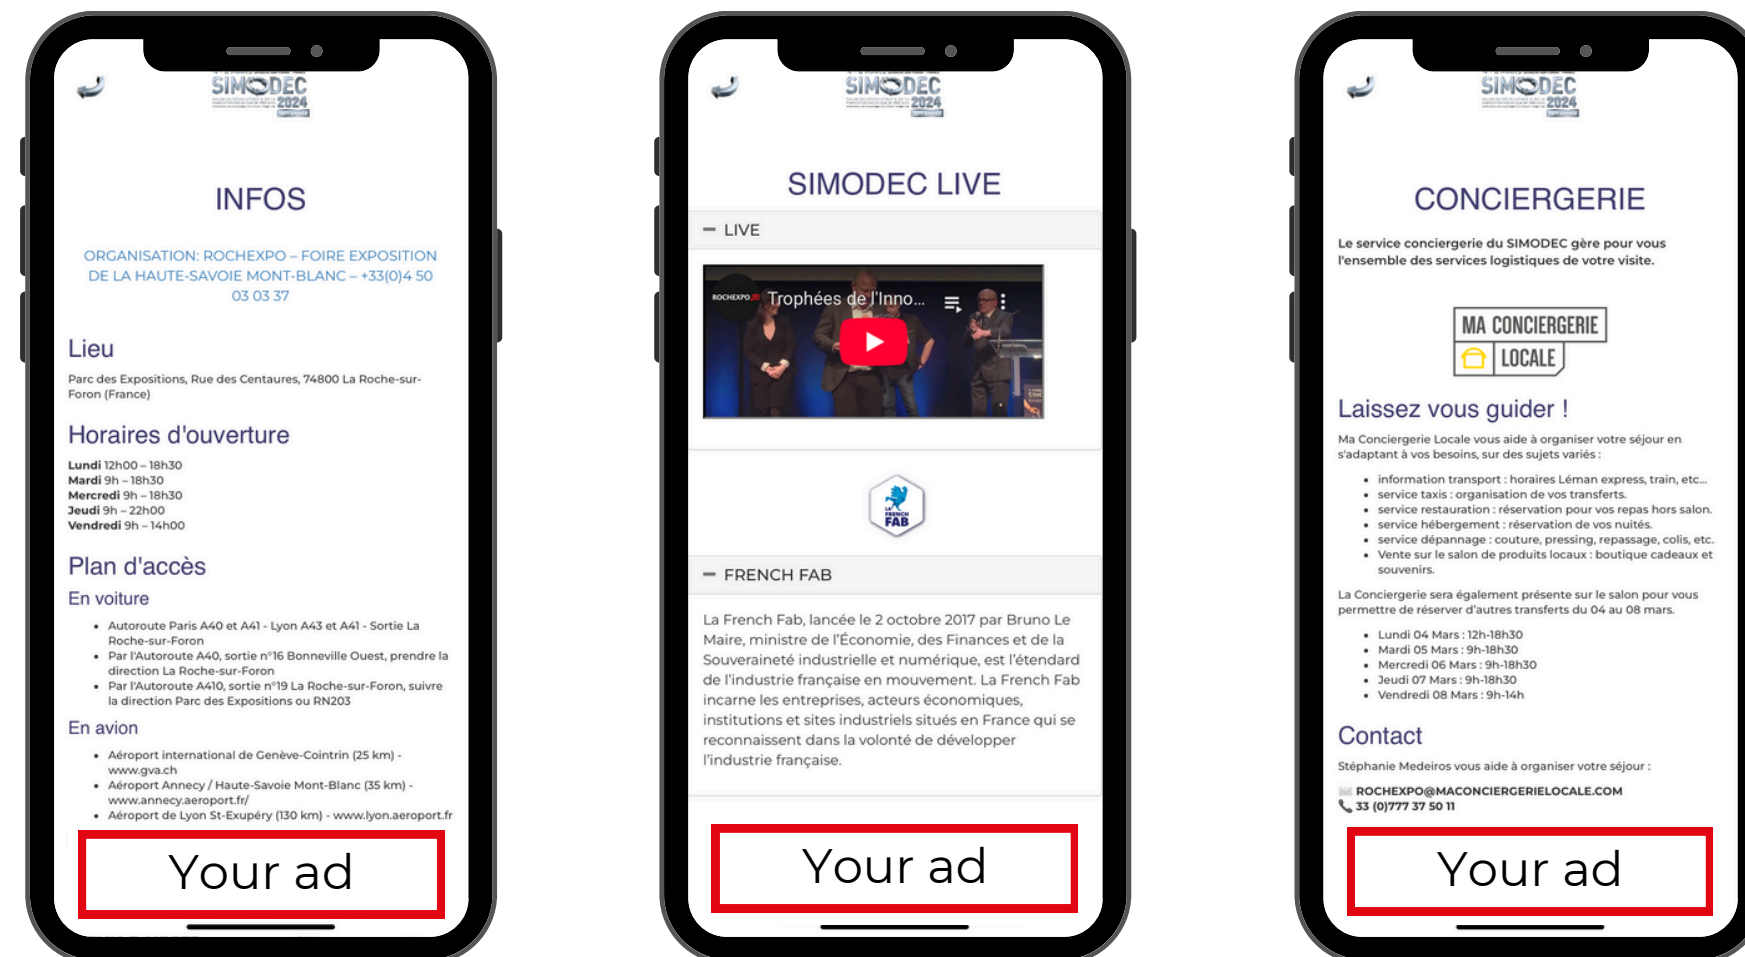 SIMODEC
2024
INFOS
ORGANISATION: ROCHEXPO – FOIRE EXPOSITION
DE LA HAUTE-SAVOIE MONT-BLANC – +33(0)4 50
03 03 37
Lieu
Parc des Expositions, Rue des Centaures, 74800 La Roche-sur-
Foron (France)
Horaires d'ouverture
Lundi 12h00 – 18h30
Mardi 9h – 18h30
Mercredi 9h – 18h30
Jeudi 9h – 22h00
Vendredi 9h – 14h00
Plan d'accès
En voiture
• Autoroute Paris A40 et A41 - Lyon A43 et A41 - Sortie La
Roche-sur-Foron
• Par l'Autoroute A40, sortie n°16 Bonneville Ouest, prendre la
direction La Roche-sur-Foron
• Par l'Autoroute A410, sortie n°19 La Roche-sur-Foron, suivre
la direction Parc des Expositions ou RN203
En avion
• Aéroport international de Genève-Cointrin (25 km) -
www.gva.ch
• Aéroport Annecy / Haute-Savoie Mont-Blanc (35 km) -
www.annecy.aeroport.fr/
• Aéroport de Lyon St-Exupéry (130 km) - www.lyon.aeroport.fr
Your ad
SIMODEC
2024
SIMODEC LIVE
LIVE
ROCHEXPO
Trophées de l'Inno...
LA
FRENCH
FAB
FRENCH FAB
La French Fab, lancée le 2 octobre 2017 par Bruno Le
Maire, ministre de l'Économie, des Finances et de la
Souveraineté industrielle et numérique, est l'étendard
de l'industrie française en mouvement. La French Fab
incarne les entreprises, acteurs économiques,
institutions et sites industriels situés en France qui se
reconnaissent dans la volonté de développer
l'industrie française.
Your ad
SIMODEC
2024
CONCIERGERIE
Le service conciergerie du SIMODEC gère pour vous
l'ensemble des services logistiques de votre visite.
MA CONCIERGERIE
LOCALE
Laissez vous guider !
Ma Conciergerie Locale vous aide à organiser votre séjour en
s'adaptant à vos besoins, sur des sujets variés :
• information transport : horaires Léman express, train, etc...
• service taxis : organisation de vos transferts.
• service restauration : réservation pour vos repas hors salon.
• service hébergement : réservation de vos nuités.
• service dépannage : couture, pressing, repassage, colis, etc.
• Vente sur le salon de produits locaux : boutique cadeaux et
souvenirs.
La Conciergerie sera également présente sur le salon pour vous
permettre de réserver d'autres transferts du 04 au 08 mars.
• Lundi 04 Mars : 12h-18h30
• Mardi 05 Mars : 9h-18h30
• Mercredi 06 Mars : 9h-18h30
• Jeudi 07 Mars : 9h-18h30
• Vendredi 08 Mars : 9h-14h
Contact
Stéphanie Medeiros vous aide à organiser votre séjour :
ROCHEXPO@MACONCIERGERIELOCALE.COM
33 (0)777 37 50 11
Your ad